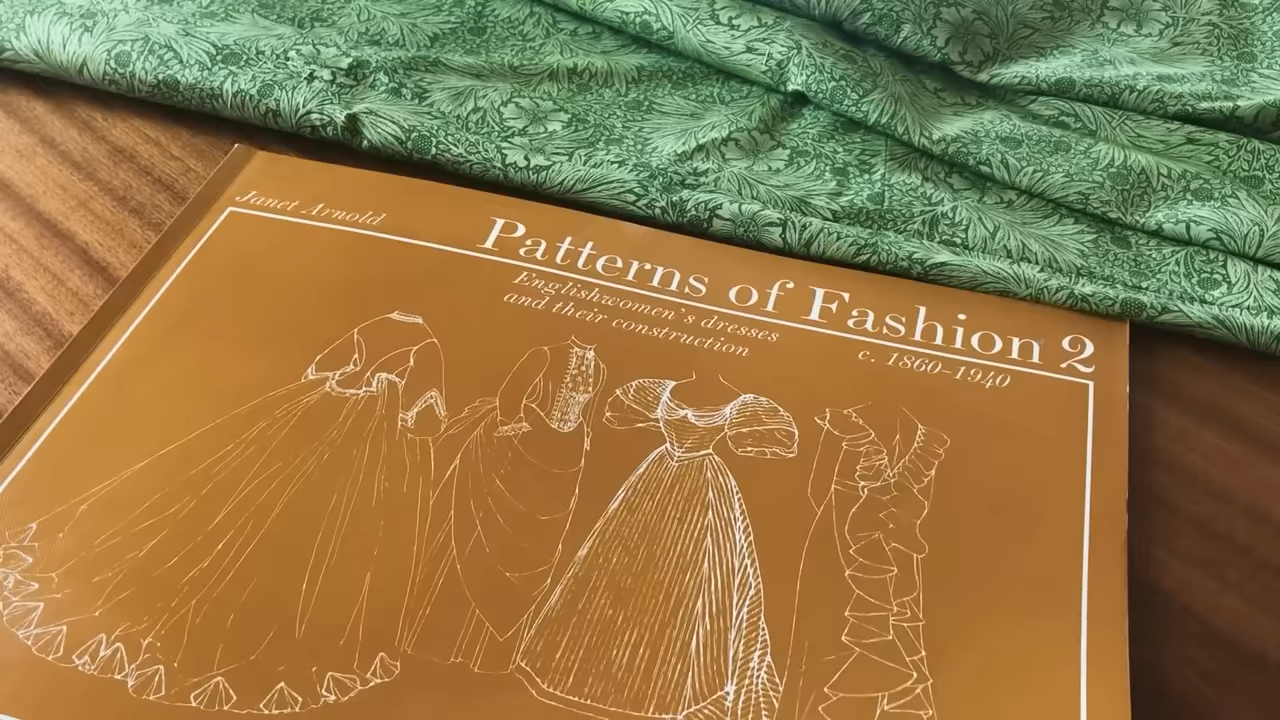 Janet Arnold
Patterns of Fashion 2
Englishwomen's dresses
and their construction
c. 1860-1940